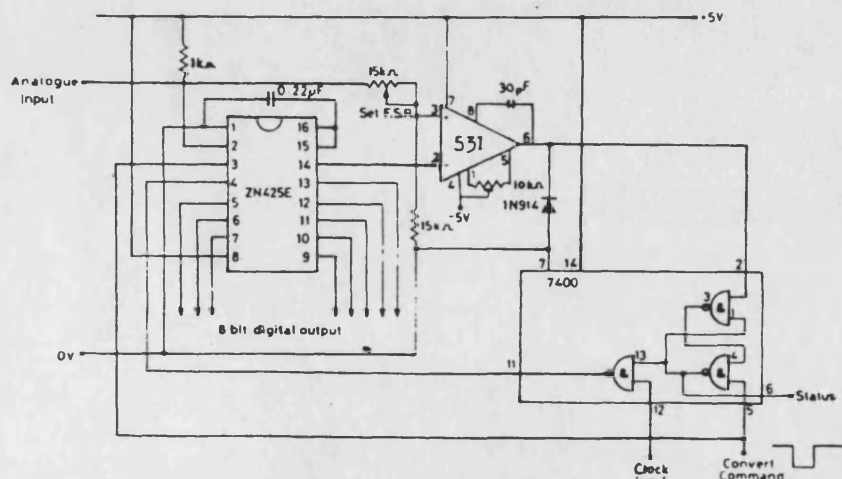 +5V
1kΩ
15kΩ
Analogue
Input
0.22µF
30pF
Set F.S.R.
1 16
2 15
3 14
4 13
5 12
6 11
7 10
8 9
ZN425E
3 +
2 -
7
8
6
531
4
1
5
10kΩ
-5V
1N914
15kΩ
7 14
7400
2
3
&
1
8 bit digital output
0V
11
&
13
12
4
&
5
6
Status
Clock
Convert
Command